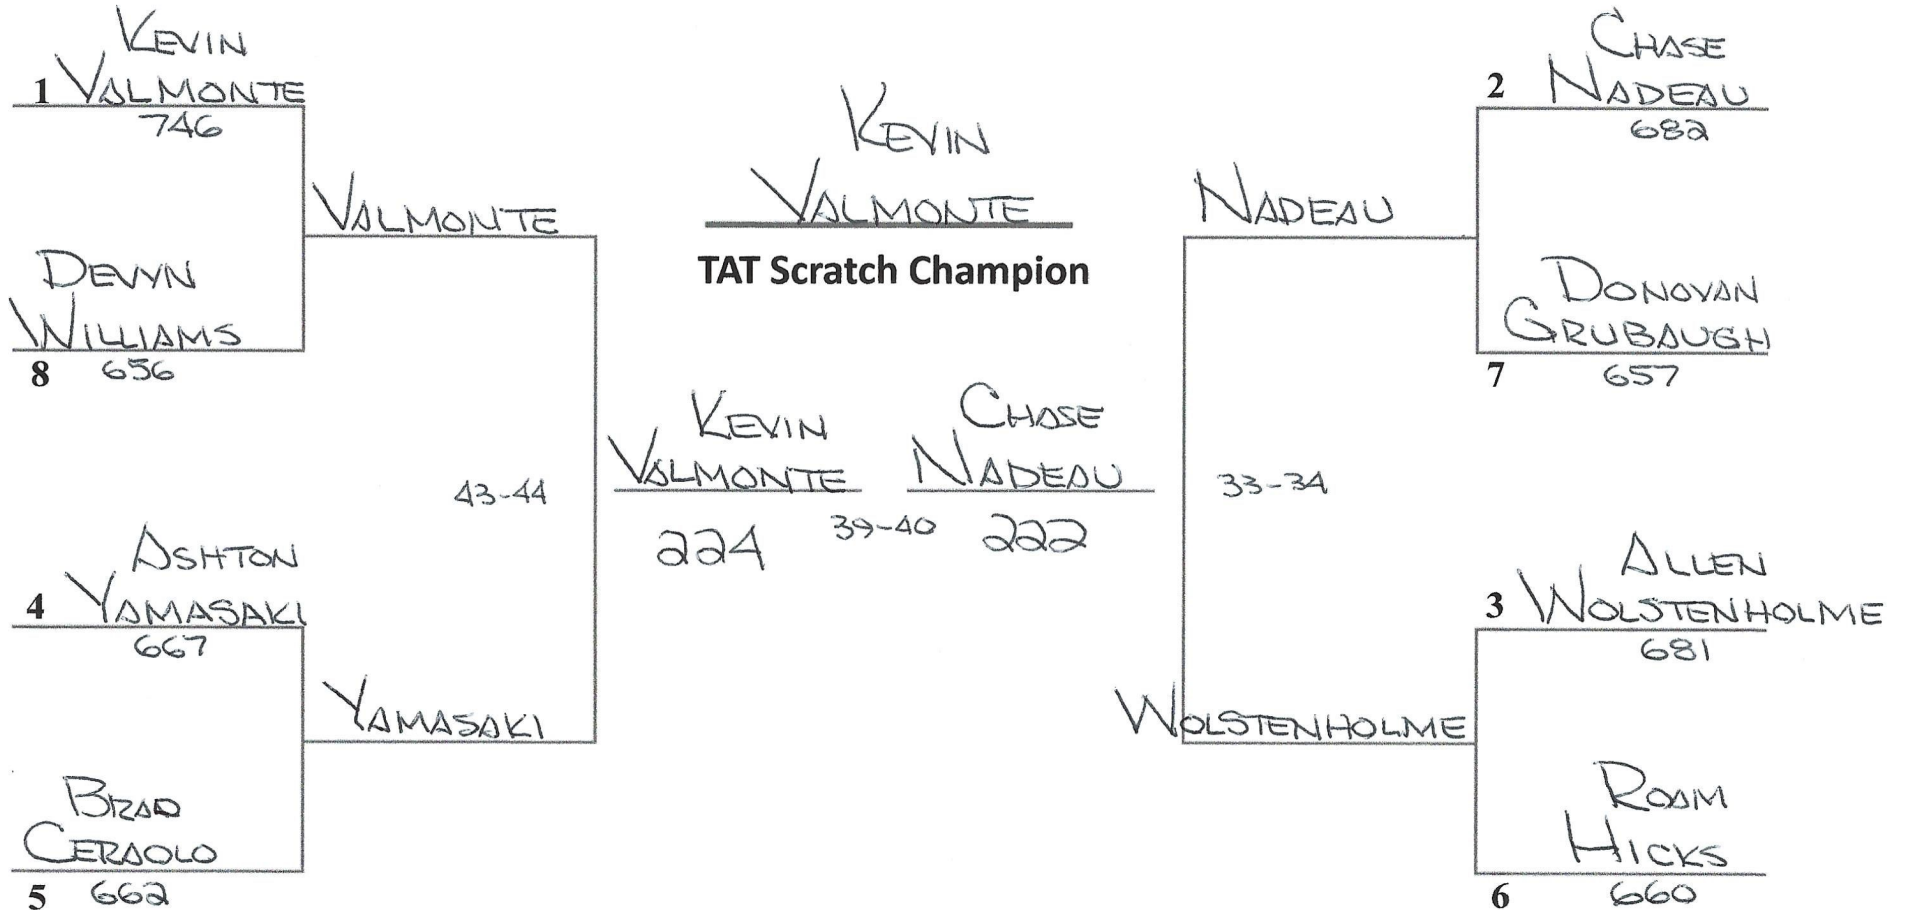 KEVIN
1 VALMONTE
746
VALMONTE
DEVYN
WILLIAMS
8 656
43-44
ASHTON
4 YAMASAKI
667
YAMASAKI
BRAD
CERAOLO
5 662
KEVIN
VALMONTE
TAT Scratch Champion
KEVIN
VALMONTE
224
39-40
CHASE
NADEAU
222
CHASE
2 NADEAU
682
NADEAU
DONOVAN
GRUBAUGH
7 657
33-34
ALLEN
3 WOLSTENHOLME
681
WOLSTENHOLME
ROAM
HICKS
6 660